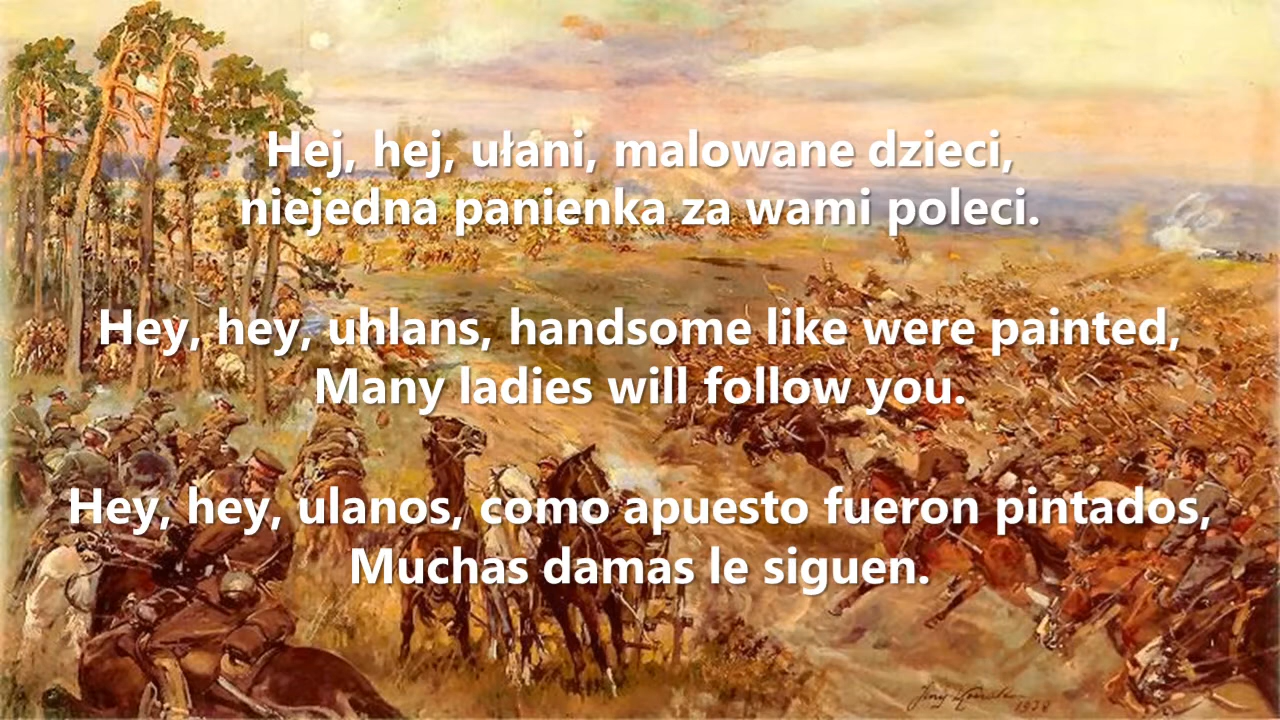 Hej, hej, ułani, malowane dzieci,
niejedna panienka za wami poleci.
Hey, hey, uhlans, handsome like were painted,
Many ladies will follow you.
Hey, hey, ulanos, como apuesto fueron pintados,
Muchas damas le siguen.
1938